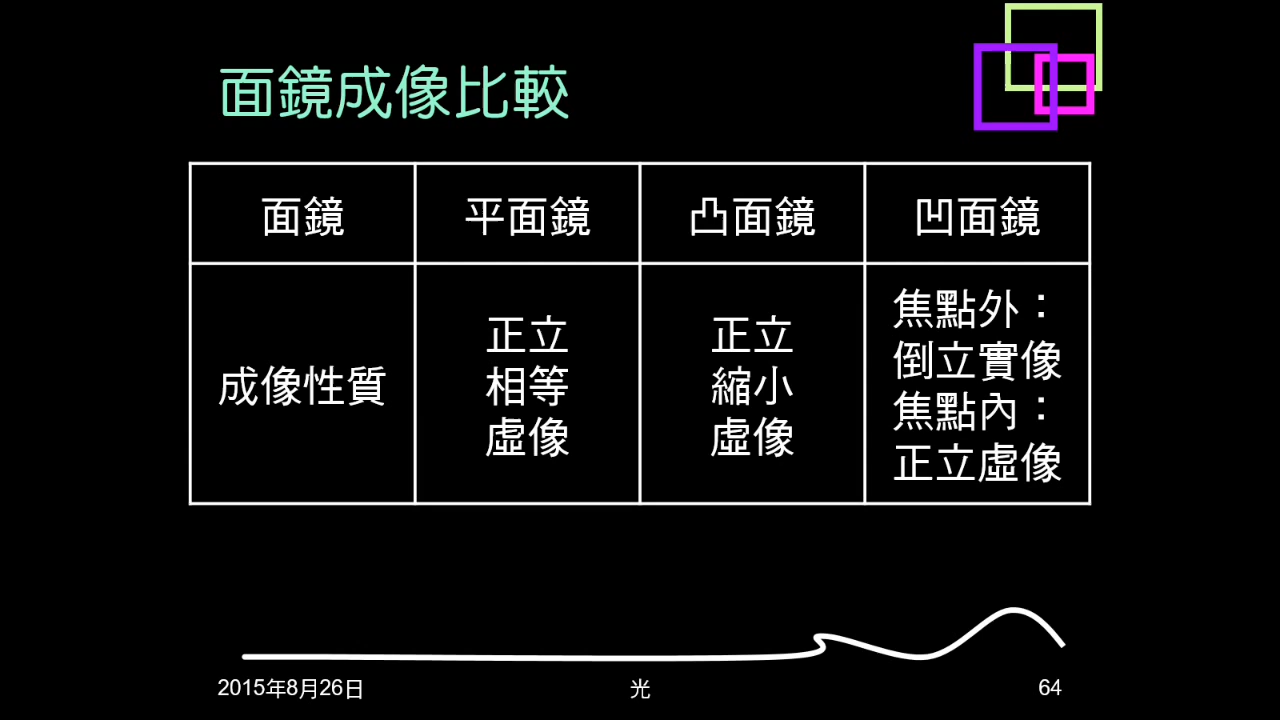 面鏡成像比較
面鏡
平面鏡
凸面鏡
凹面鏡
成像性質
正立
相等
虛像
正立
縮小
虛像
焦點外：
倒立實像
焦點內：
正立虛像
2015年8月26日
光
64